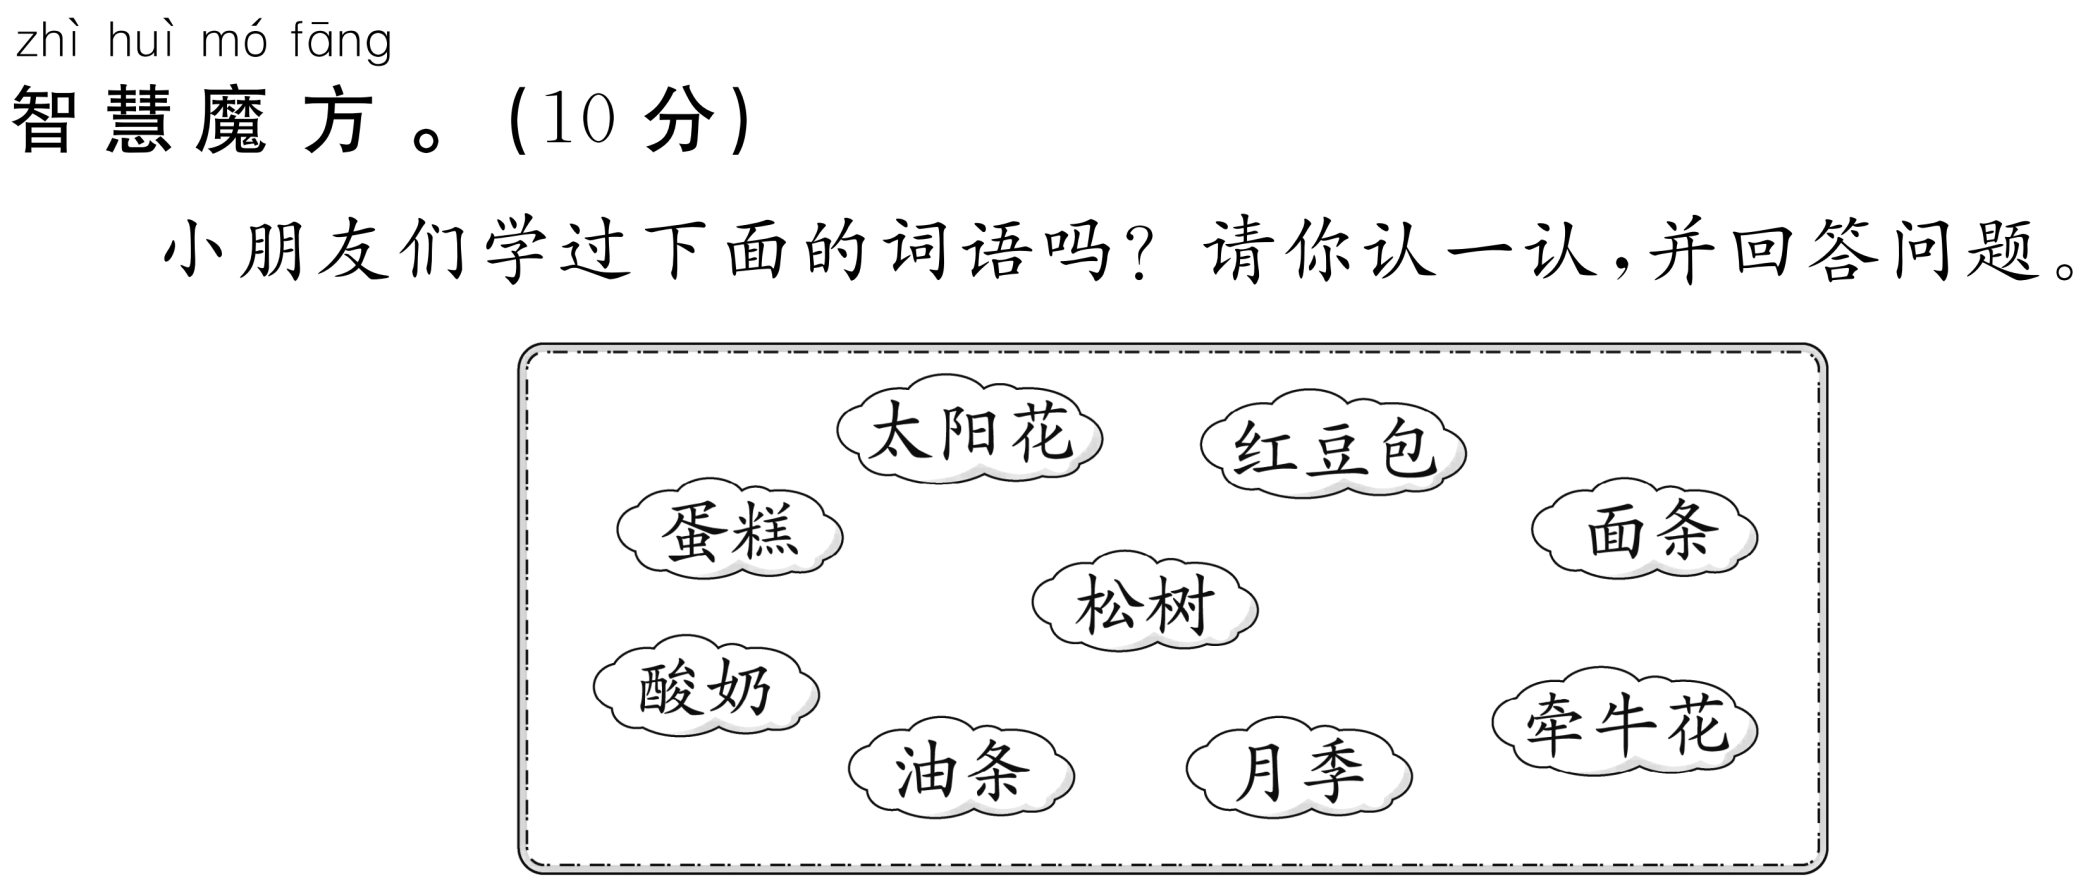 zhì huì mó fāng
智慧魔方。(10分)
小朋友们学过下面的词语吗？请你认一认，并回答问题。
太阳花
红豆包
蛋糕
面条
松树
酸奶
牵牛花
油条
月季